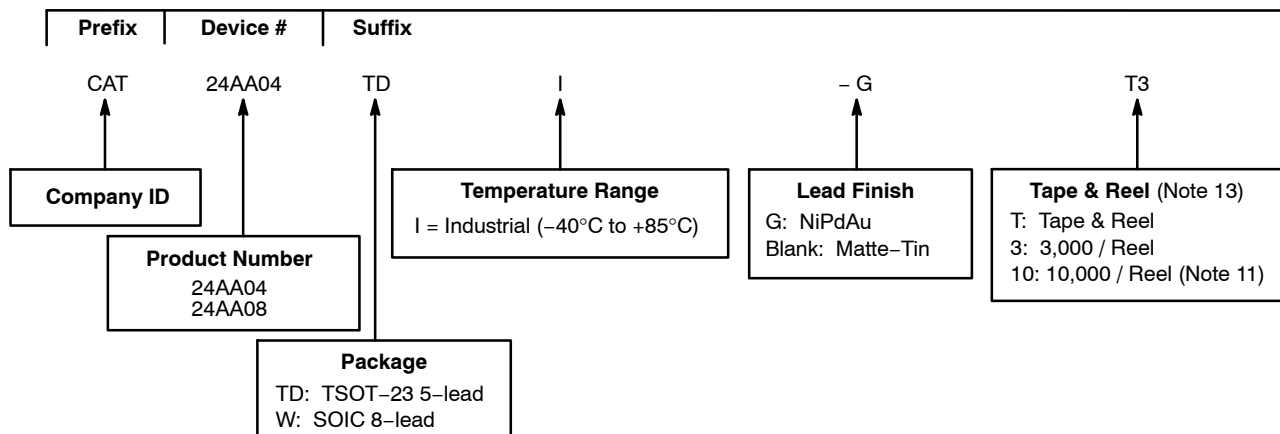 Prefix Device # Suffix
CAT 24AA04 TD I – G T3
Company ID
Product Number
24AA04
24AA08
Package
TD: TSOT−23 5−lead
W: SOIC 8−lead
Temperature Range
I = Industrial (−40°C to +85°C)
Lead Finish
G: NiPdAu
Blank: Matte−Tin
Tape & Reel (Note 13)
T: Tape & Reel
3: 3,000 / Reel
10: 10,000 / Reel (Note 11)